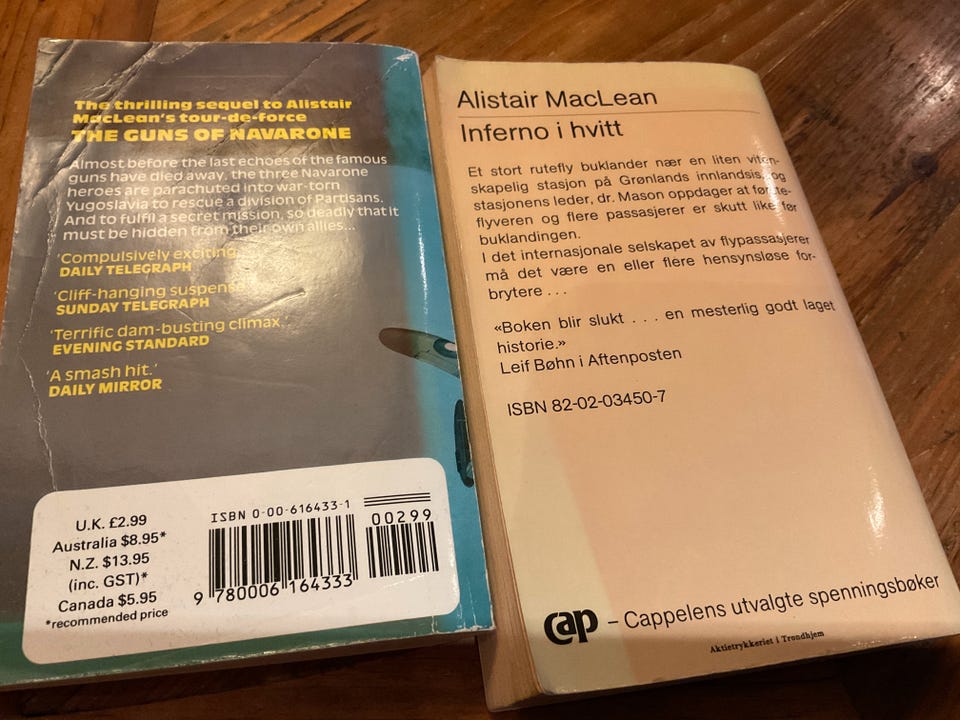 The thrilling sequel to Alistair
MacLean's tour-de-force
THE GUNS OF NAVARONE
Almost before the last echoes of the famous
guns have died away, the three Navarone
heroes are parachuted into war-torn
Yugoslavia to rescue a division of Partisans.
And to fulfil a secret mission, so deadly that it
must be hidden from their own allies...
'Compulsively exciting.'
DAILY TELEGRAPH
'Cliff-hanging suspense.'
SUNDAY TELEGRAPH
'Terrific dam-busting climax.'
EVENING STANDARD
'A smash hit.'
DAILY MIRROR
U.K. £2.99
Australia $8.95*
N.Z. $13.95
(inc. GST)*
Canada $5.95
*recommended price
ISBN 0-00-616433-1
00299
9 780006 164333
Alistair MacLean
Inferno i hvitt
Et stort rutefly buklander nær en liten viten-
skapelig stasjon på Grønlands innlandsis, og
stasjonens leder, dr. Mason oppdager at første-
flyveren og flere passasjerer er skutt like før
buklandingen.
I det internasjonale selskapet av flypassasjerer
må det være en eller flere hensynsløse for-
brytere . . .
«Boken blir slukt . . . en mesterlig godt laget
historie.»
Leif Bøhn i Aftenposten
ISBN 82-02-03450-7
cap – Cappelens utvalgte spenningsbøker
Aktietrykkeriet i Trondhjem